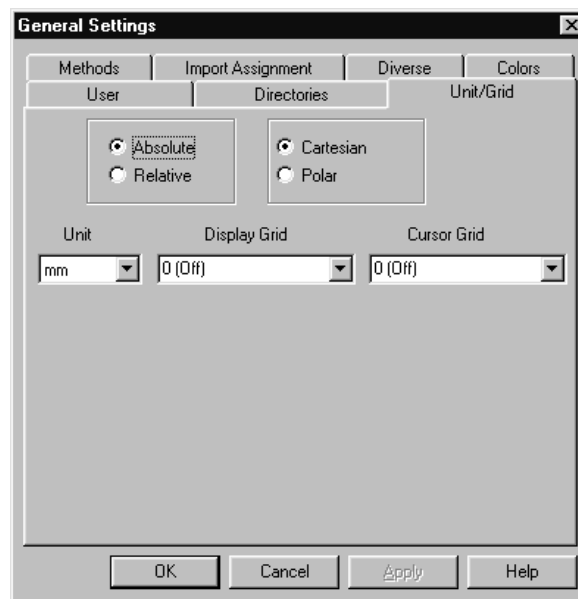 General Settings
Methods Import Assignment Diverse Colors
User Directories Unit/Grid
Absolute Cartesian
Relative Polar
Unit Display Grid Cursor Grid
mm 0 (Off) 0 (Off)
OK Cancel Apply Help